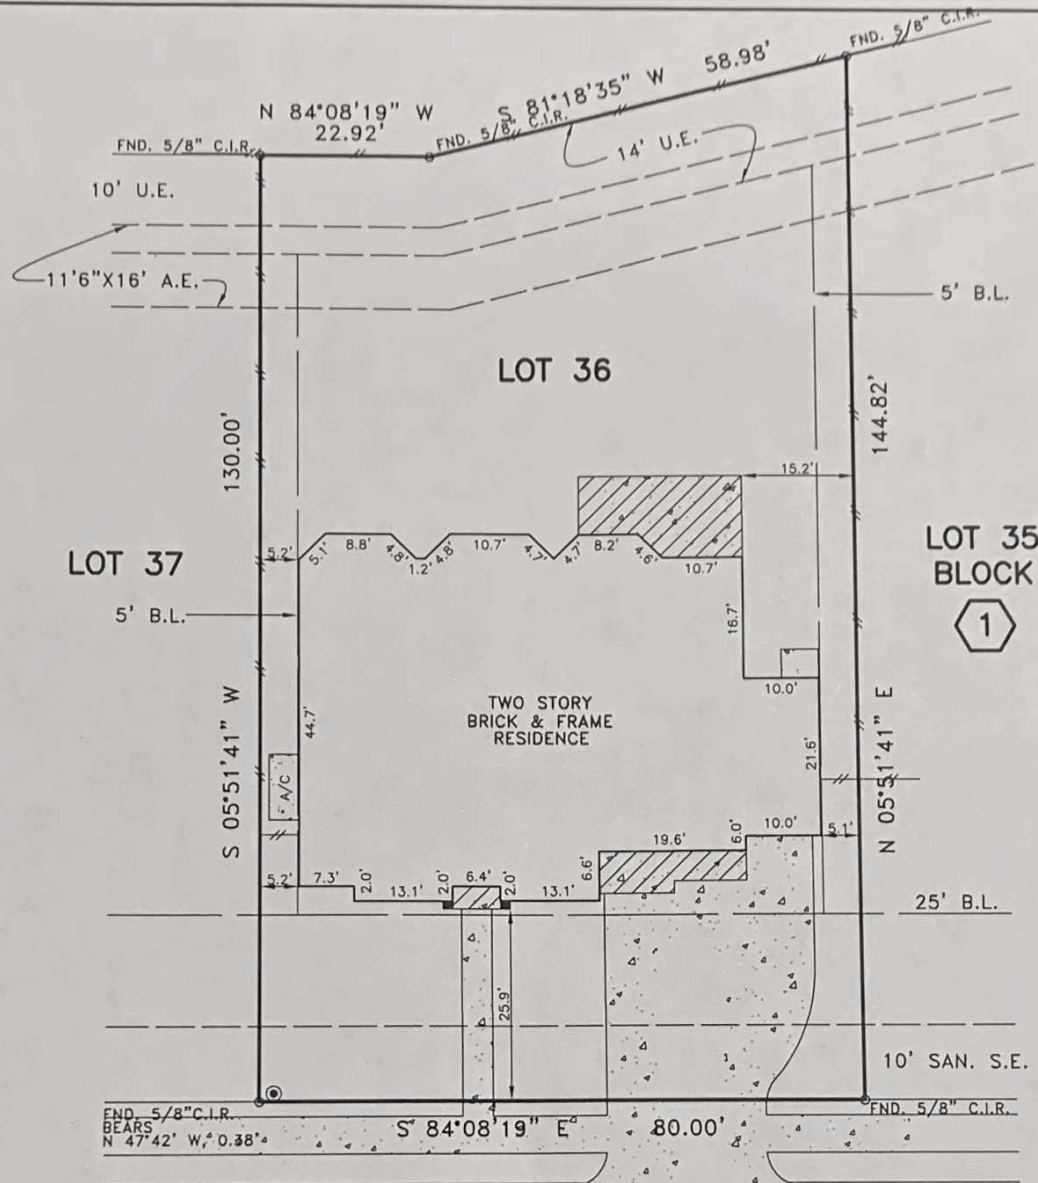 FND. 5/8" C.I.R.
S 81°18'35" W 58.98'
N 84°08'19" W
22.92'
FND. 5/8" C.I.R.
FND. 5/8" C.I.R.
14' U.E.
10' U.E.
11'6"X16' A.E.
5' B.L.
LOT 36
130.00'
144.82'
15.2'
LOT 37
LOT 35
BLOCK
1
5.2'
5.1'
8.8'
4.8'
1.2'
4.8'
10.7'
4.7'
4.7'
8.2'
4.6'
10.7'
5' B.L.
16.7'
10.0'
TWO STORY
BRICK & FRAME
RESIDENCE
44.7'
21.6'
S 05°51'41" W
N 05°51'41" E
A/C
19.6'
6.0'
10.0'
5.1'
5.2'
7.3'
2.0'
13.1'
2.0'
6.4'
2.0'
13.1'
6.6'
25' B.L.
25.9'
10' SAN. S.E.
FND. 5/8"C.I.R.
BEARS
N 47°42' W, 0.38'
S 84°08'19" E 80.00'
FND. 5/8" C.I.R.